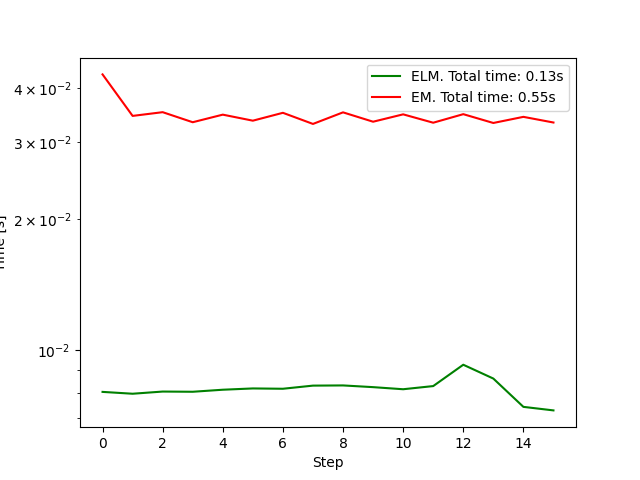 ELM. Total time: 0.13s
EM. Total time: 0.55s
4 × 10⁻²
3 × 10⁻²
2 × 10⁻²
10⁻²
0 2 4 6 8 10 12 14
Step